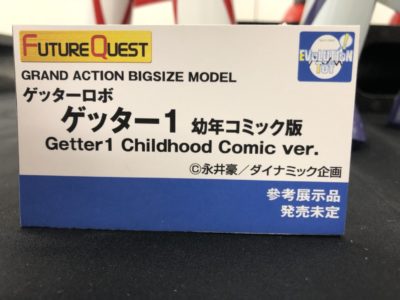 FUTUREQUEST
EVOLUTION TOY
GRAND ACTION BIGSIZE MODEL
ゲッターロボ
ゲッター1 幼年コミック版
Getter1 Childhood Comic ver.
©永井豪／ダイナミック企画
参考展示品
発売未定